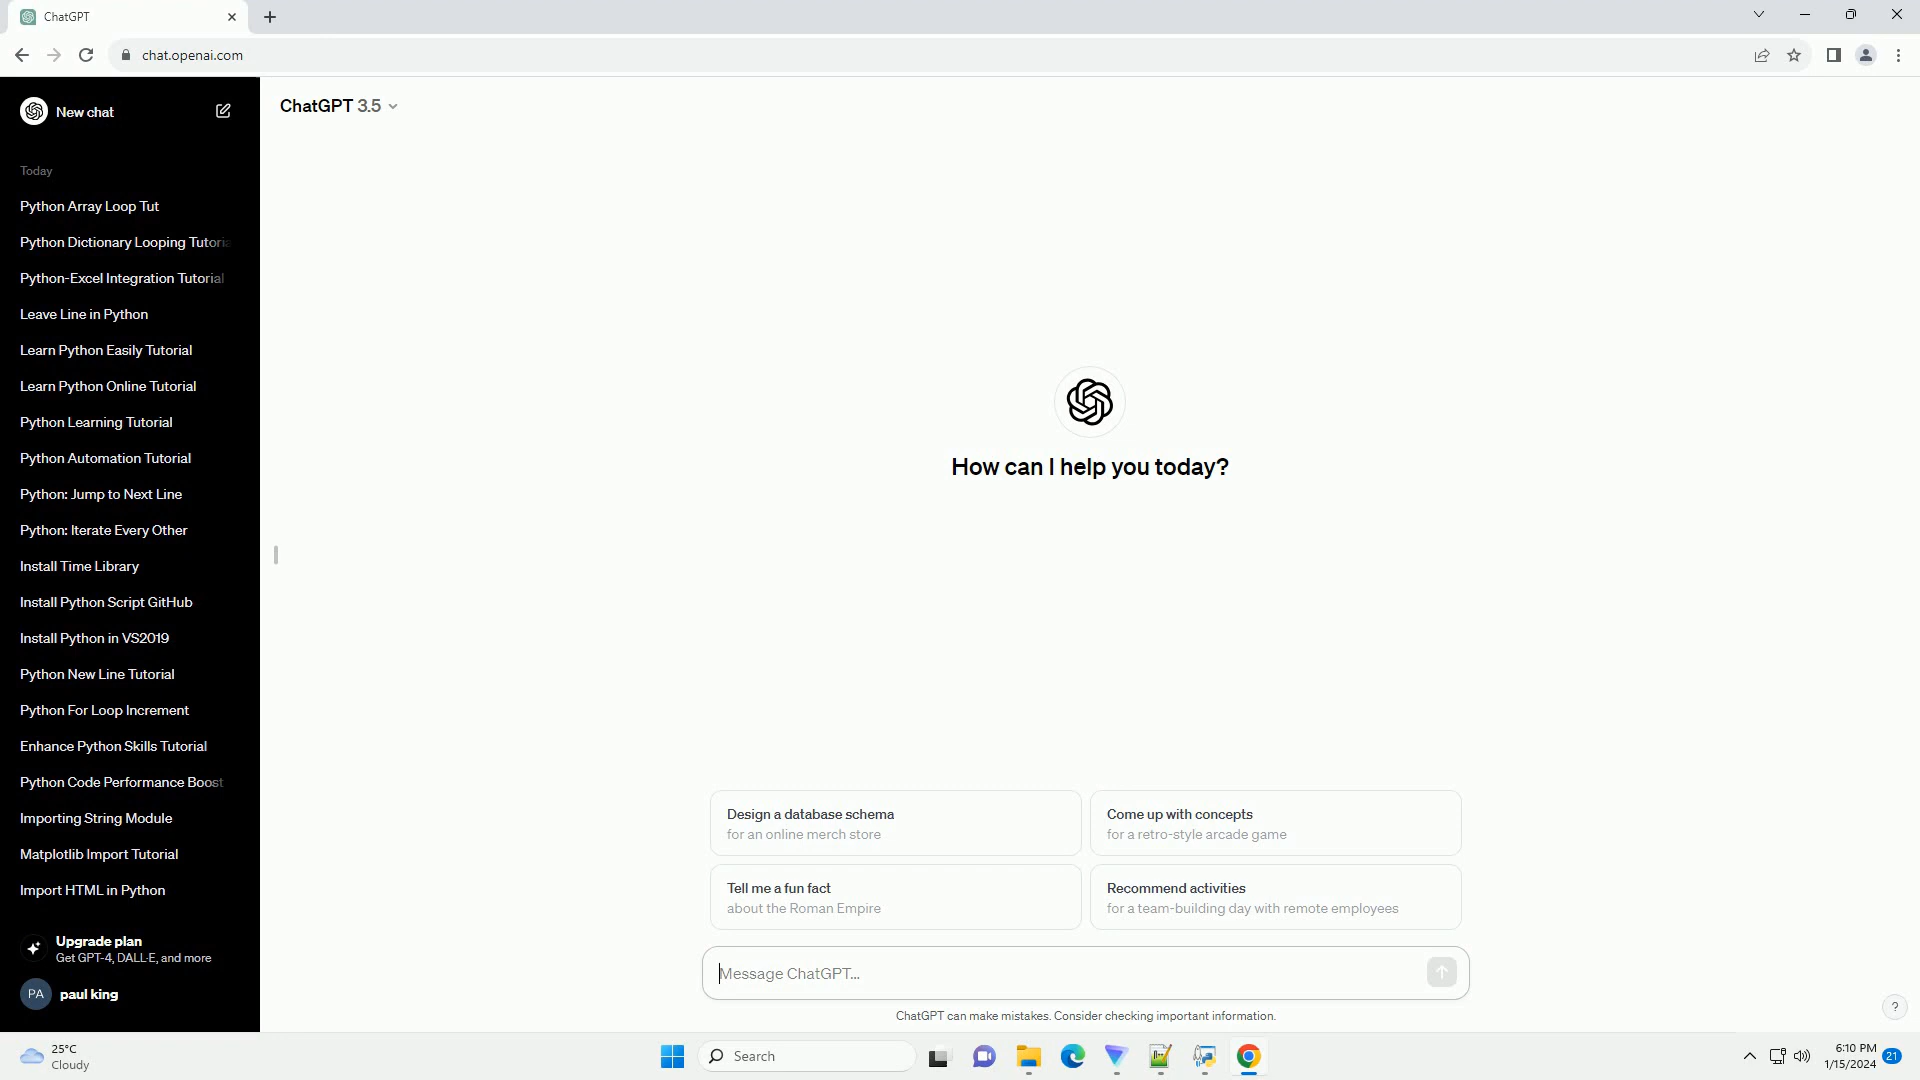 ChatGPT
chat.openai.com
New chat
ChatGPT 3.5
Today
Python Array Loop Tut
Python Dictionary Looping Tutoria
Python-Excel Integration Tutorial
Leave Line in Python
Learn Python Easily Tutorial
Learn Python Online Tutorial
Python Learning Tutorial
Python Automation Tutorial
Python: Jump to Next Line
Python: Iterate Every Other
Install Time Library
Install Python Script GitHub
Install Python in VS2019
Python New Line Tutorial
Python For Loop Increment
Enhance Python Skills Tutorial
Python Code Performance Boost
Importing String Module
Matplotlib Import Tutorial
Import HTML in Python
Upgrade plan
Get GPT-4, DALL·E, and more
PA
paul king
How can I help you today?
Design a database schema
for an online merch store
Come up with concepts
for a retro-style arcade game
Tell me a fun fact
about the Roman Empire
Recommend activities
for a team-building day with remote employees
Message ChatGPT...
ChatGPT can make mistakes. Consider checking important information.
?
25°C
Cloudy
Search
6:10 PM
1/15/2024
21